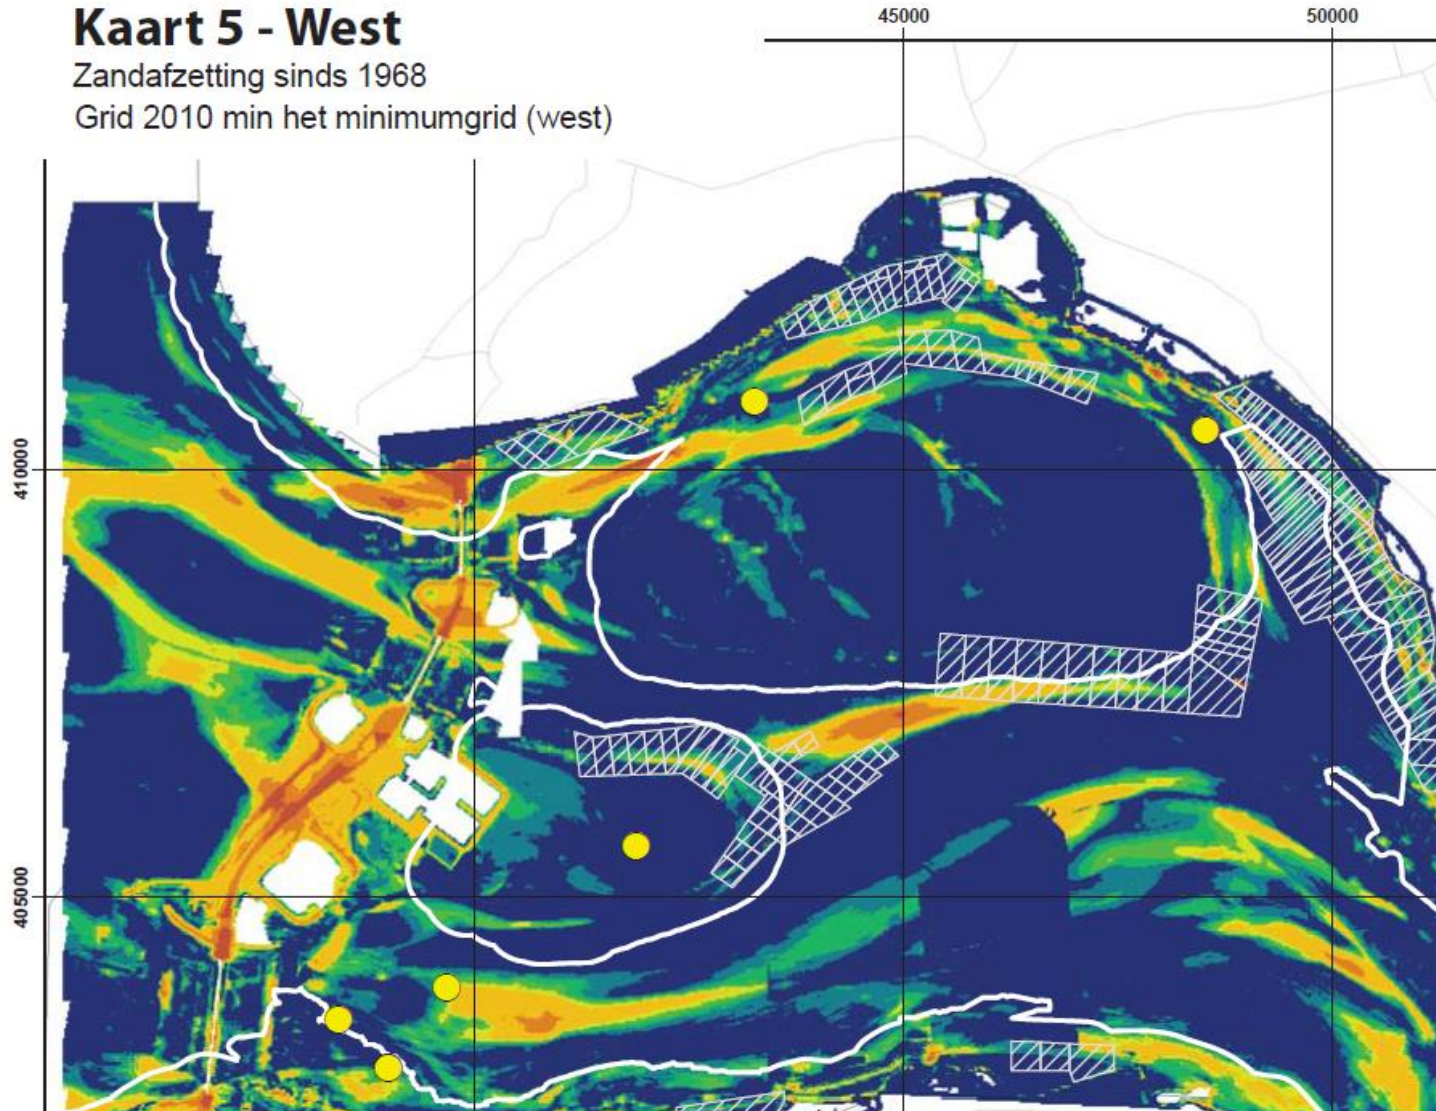 Kaart 5 - West
Zandafzetting sinds 1968
Grid 2010 min het minimumgrid (west)
45000
50000
410000
405000